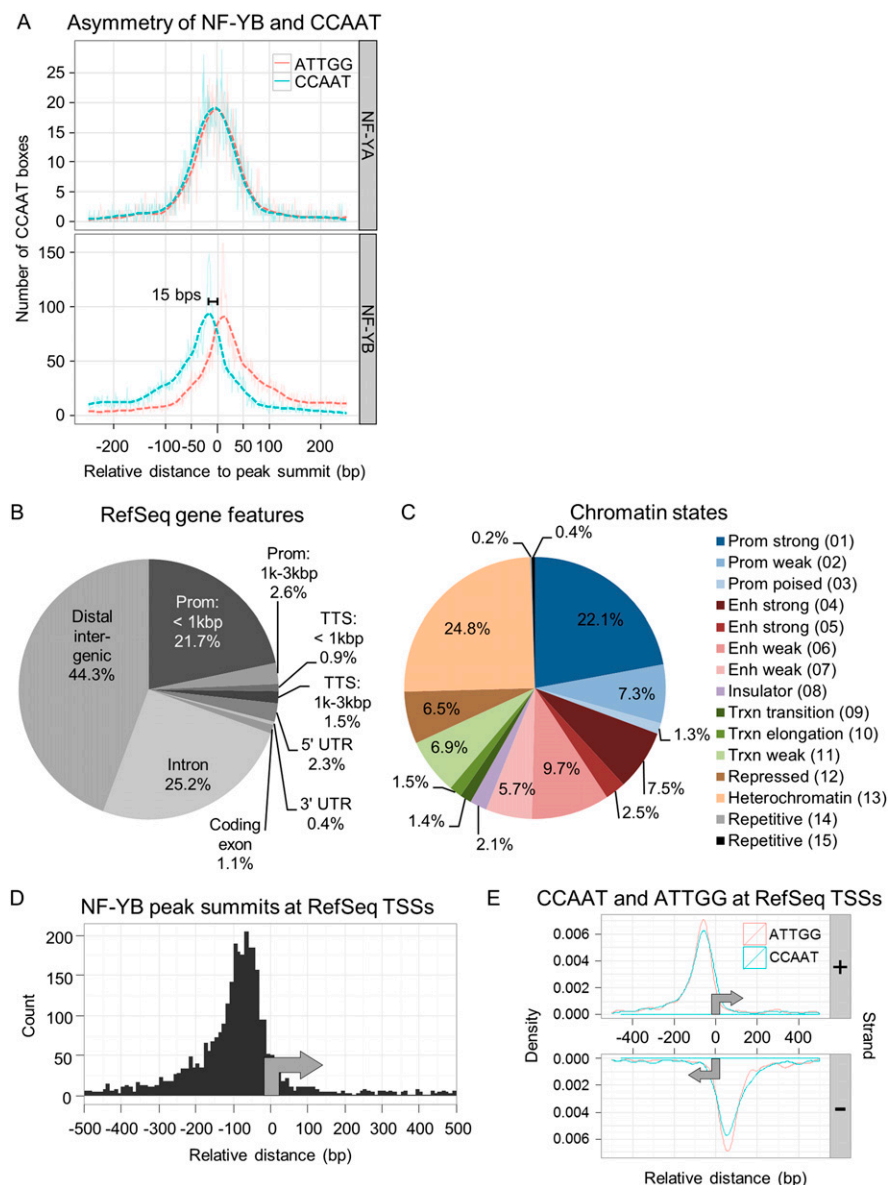 A
Asymmetry of NF-YB and CCAAT
ATTGG
CCAAT
25
20
15
10
5
0
NF-YA
Number of CCAAT boxes
150
100
50
0
15 bps
NF-YB
-200
-100
-50
0
50
100
200
Relative distance to peak summit (bp)
B
RefSeq gene features
Distal
inter-
genic
44.3%
Prom:
< 1kbp
21.7%
Prom:
1k-3kbp
2.6%
TTS:
< 1kbp
0.9%
TTS:
1k-3kbp
1.5%
5' UTR
2.3%
3' UTR
0.4%
Coding
exon
1.1%
Intron
25.2%
C
Chromatin states
0.2%
0.4%
22.1%
7.3%
1.3%
7.5%
2.5%
9.7%
5.7%
2.1%
1.4%
1.5%
6.9%
6.5%
24.8%
Prom strong (01)
Prom weak (02)
Prom poised (03)
Enh strong (04)
Enh strong (05)
Enh weak (06)
Enh weak (07)
Insulator (08)
Trxn transition (09)
Trxn elongation (10)
Trxn weak (11)
Repressed (12)
Heterochromatin (13)
Repetitive (14)
Repetitive (15)
D
NF-YB peak summits at RefSeq TSSs
200
150
100
50
0
Count
-500 -400 -300 -200 -100 0 100 200 300 400 500
Relative distance (bp)
E
CCAAT and ATTGG at RefSeq TSSs
ATTGG
CCAAT
0.006
0.004
0.002
0.000
+
-400 -200 0 200 400
Density
Strand
0.000
0.002
0.004
0.006
-
-400 -200 0 200 400
Relative distance (bp)